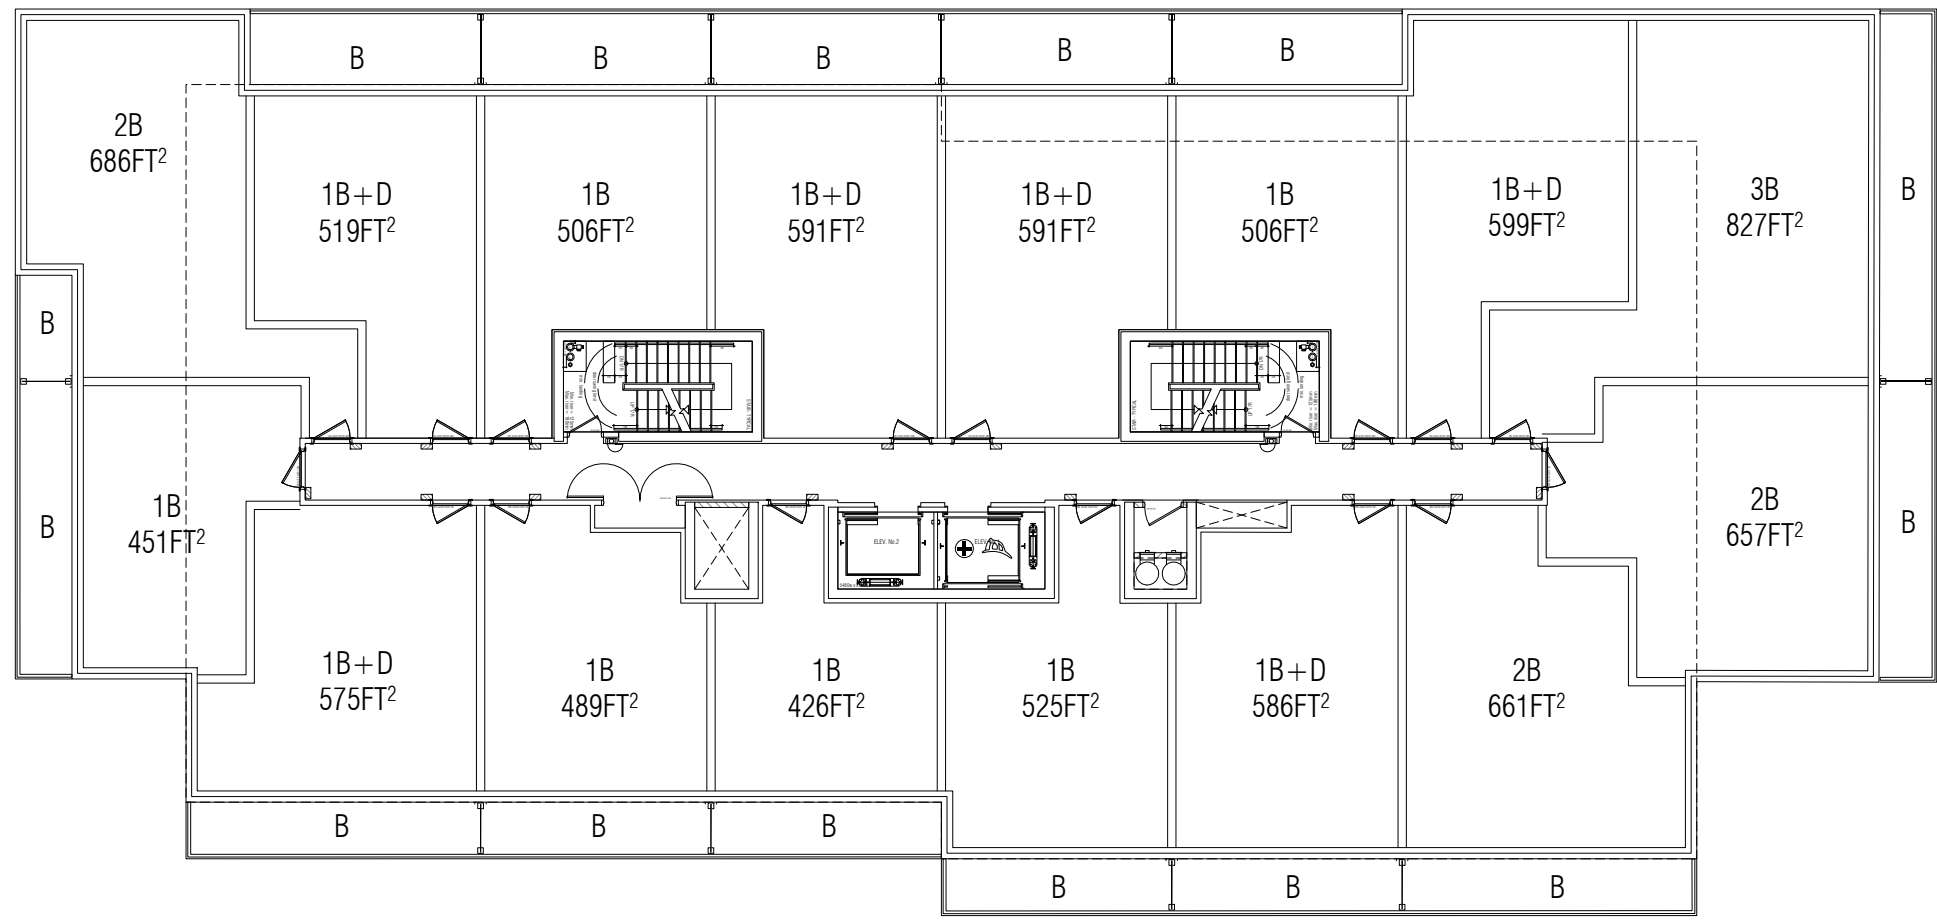 B
B
B
B
B
2B
686FT²
1B+D
519FT²
1B
506FT²
1B+D
591FT²
1B+D
591FT²
1B
506FT²
1B+D
599FT²
3B
827FT²
B
B
B
1B
451FT²
B
ELEV. No.2
ELEV.
2B
657FT²
B
1B+D
575FT²
1B
489FT²
1B
426FT²
1B
525FT²
1B+D
586FT²
2B
661FT²
B
B
B
B
B
B